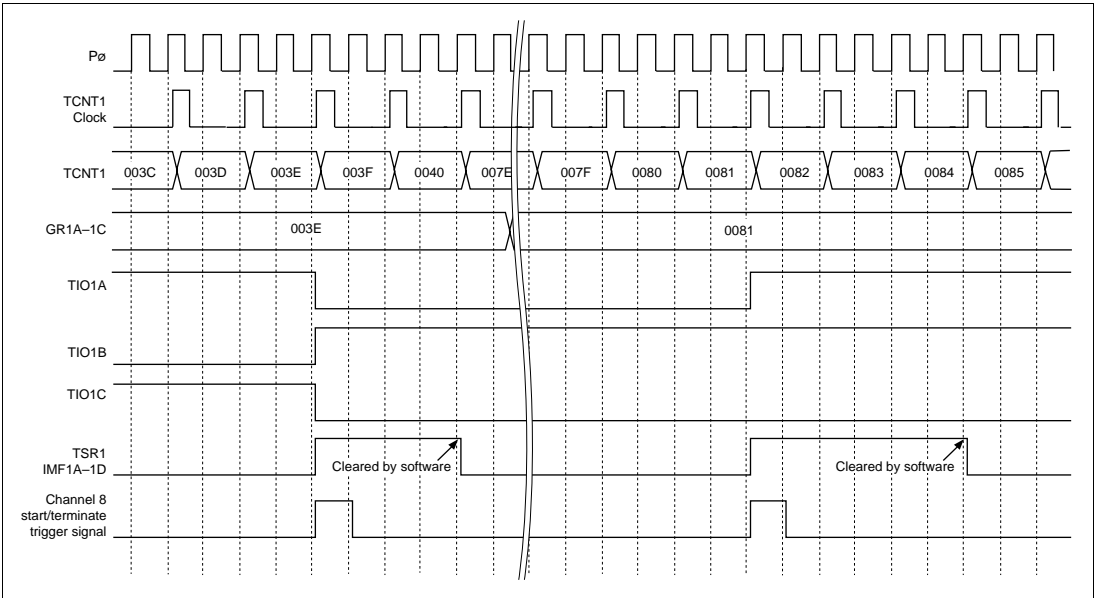 Pø
TCNT1
Clock
TCNT1 003C 003D 003E 003F 0040 007E 007F 0080 0081 0082 0083 0084 0085
GR1A–1C 003E 0081
TIO1A
TIO1B
TIO1C
TSR1
IMF1A–1D Cleared by software Cleared by software
Channel 8
start/terminate
trigger signal